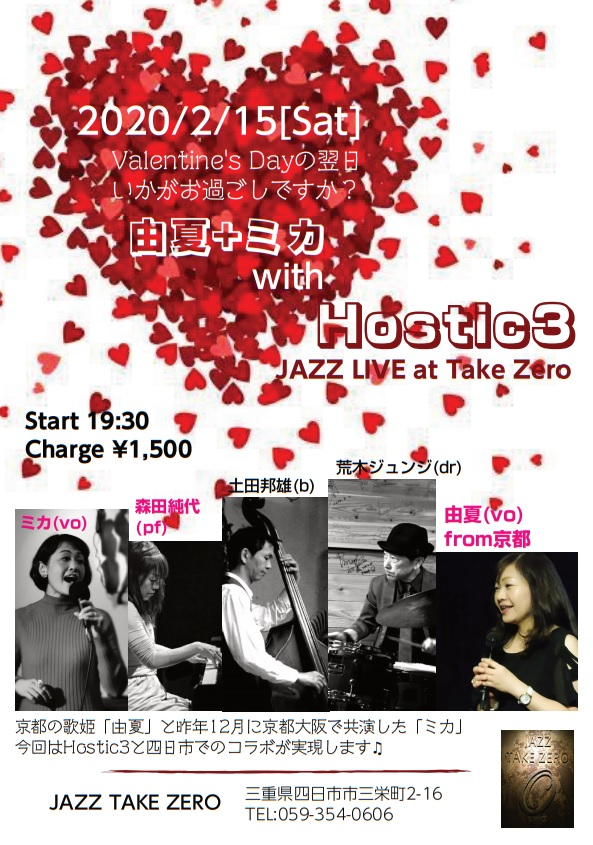 2020/2/15[Sat]
Valentine's Dayの翌日
いかがお過ごしですか？
由夏+ミカ
with
Hostic3
JAZZ LIVE at Take Zero
Start 19:30
Charge ¥1,500
ミカ(vo)
森田純代
(pf)
土田邦雄(b)
荒木ジュンジ(dr)
由夏(vo)
from京都
京都の歌姫「由夏」と昨年12月に京都大阪で共演した「ミカ」
今回はHostic3と四日市でのコラボが実現します♫
JAZZ TAKE ZERO
三重県四日市市三栄町2-16
TEL:059-354-0606
JAZZ
TAKE ZERO